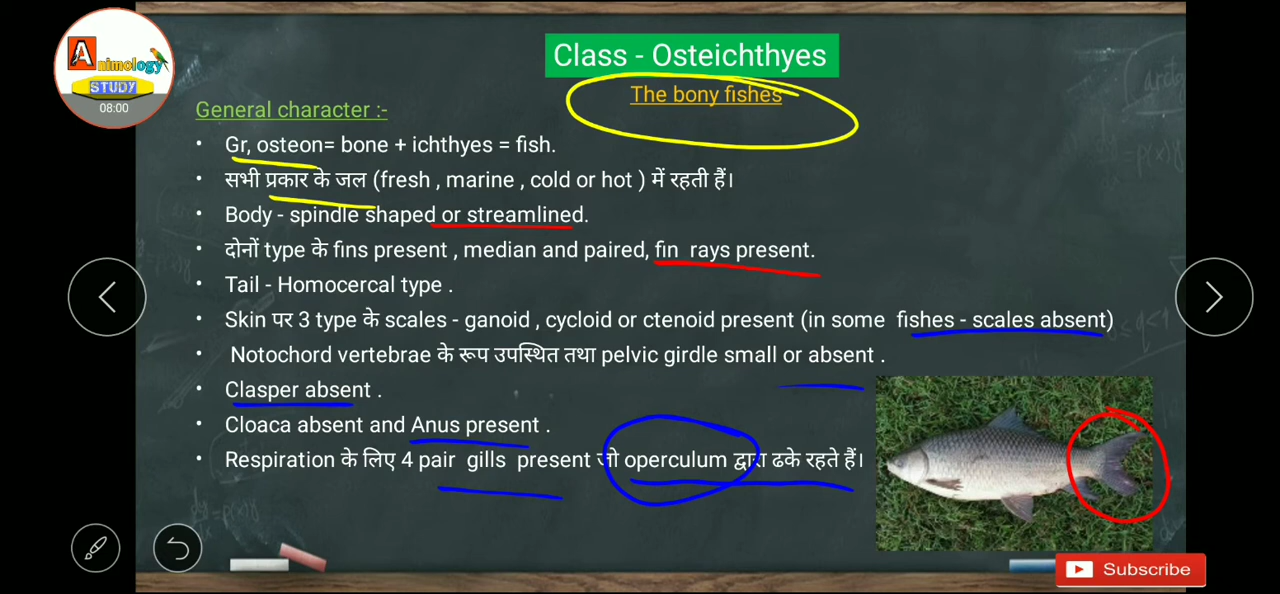 Animology
STUDY
08:00
Class - Osteichthyes
The bony fishes
General character :-
• Gr, osteon= bone + ichthyes = fish.
• सभी प्रकार के जल (fresh , marine , cold or hot ) में रहती हैं।
• Body - spindle shaped or streamlined.
• दोनों type के fins present , median and paired, fin rays present.
• Tail - Homocercal type .
• Skin पर 3 type के scales - ganoid , cycloid or ctenoid present (in some fishes - scales absent)
• Notochord vertebrae के रूप उपस्थित तथा pelvic girdle small or absent .
• Clasper absent .
• Cloaca absent and Anus present .
• Respiration के लिए 4 pair gills present जो operculum द्वारा ढके रहते हैं।
Subscribe